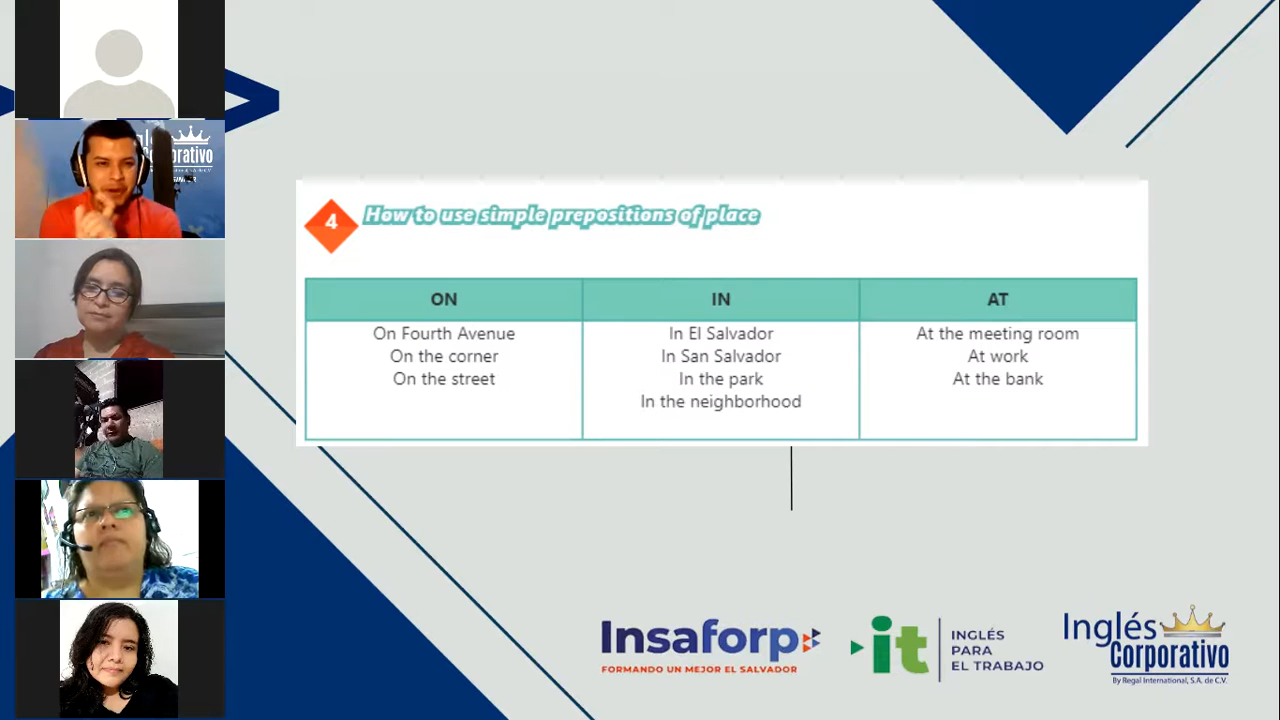 4
How to use simple prepositions of place
ON
IN
AT
On Fourth Avenue
On the corner
On the street
In El Salvador
In San Salvador
In the park
In the neighborhood
At the meeting room
At work
At the bank
Insaforp
FORMANDO UN MEJOR EL SALVADOR
it
INGLÉS
PARA
EL TRABAJO
Inglés
Corporativo
By Regal International, S.A. de C.V.